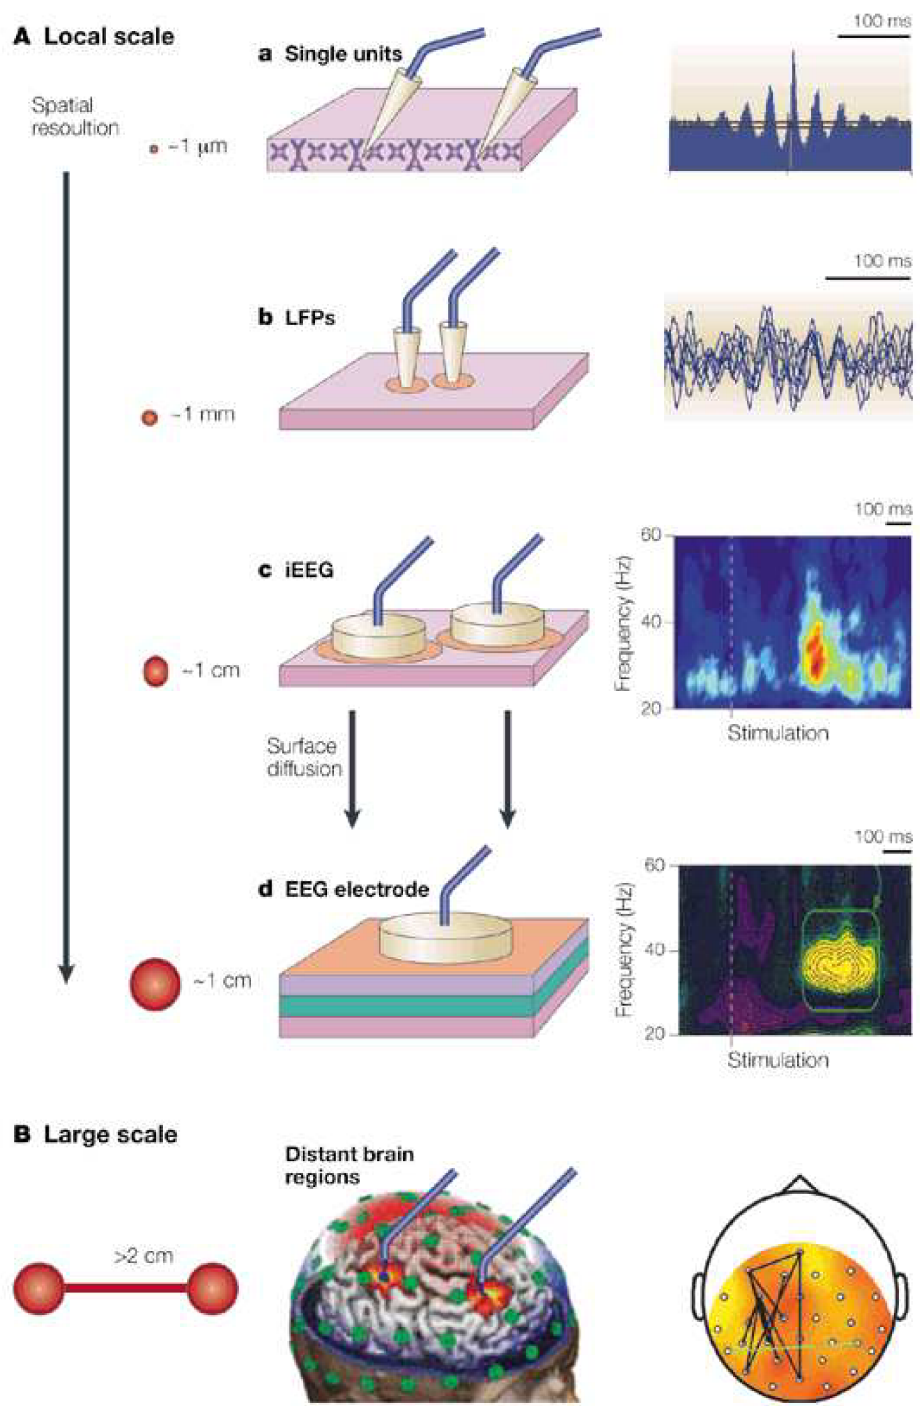 A Local scale
100 ms
a Single units
Spatial
resoultion
~1 μm
100 ms
b LFPs
~1 mm
100 ms
60
c iEEG
40
Frequency (Hz)
~1 cm
20
Stimulation
Surface
diffusion
100 ms
60
d EEG electrode
40
Frequency (Hz)
~1 cm
20
Stimulation
B Large scale
Distant brain
regions
>2 cm